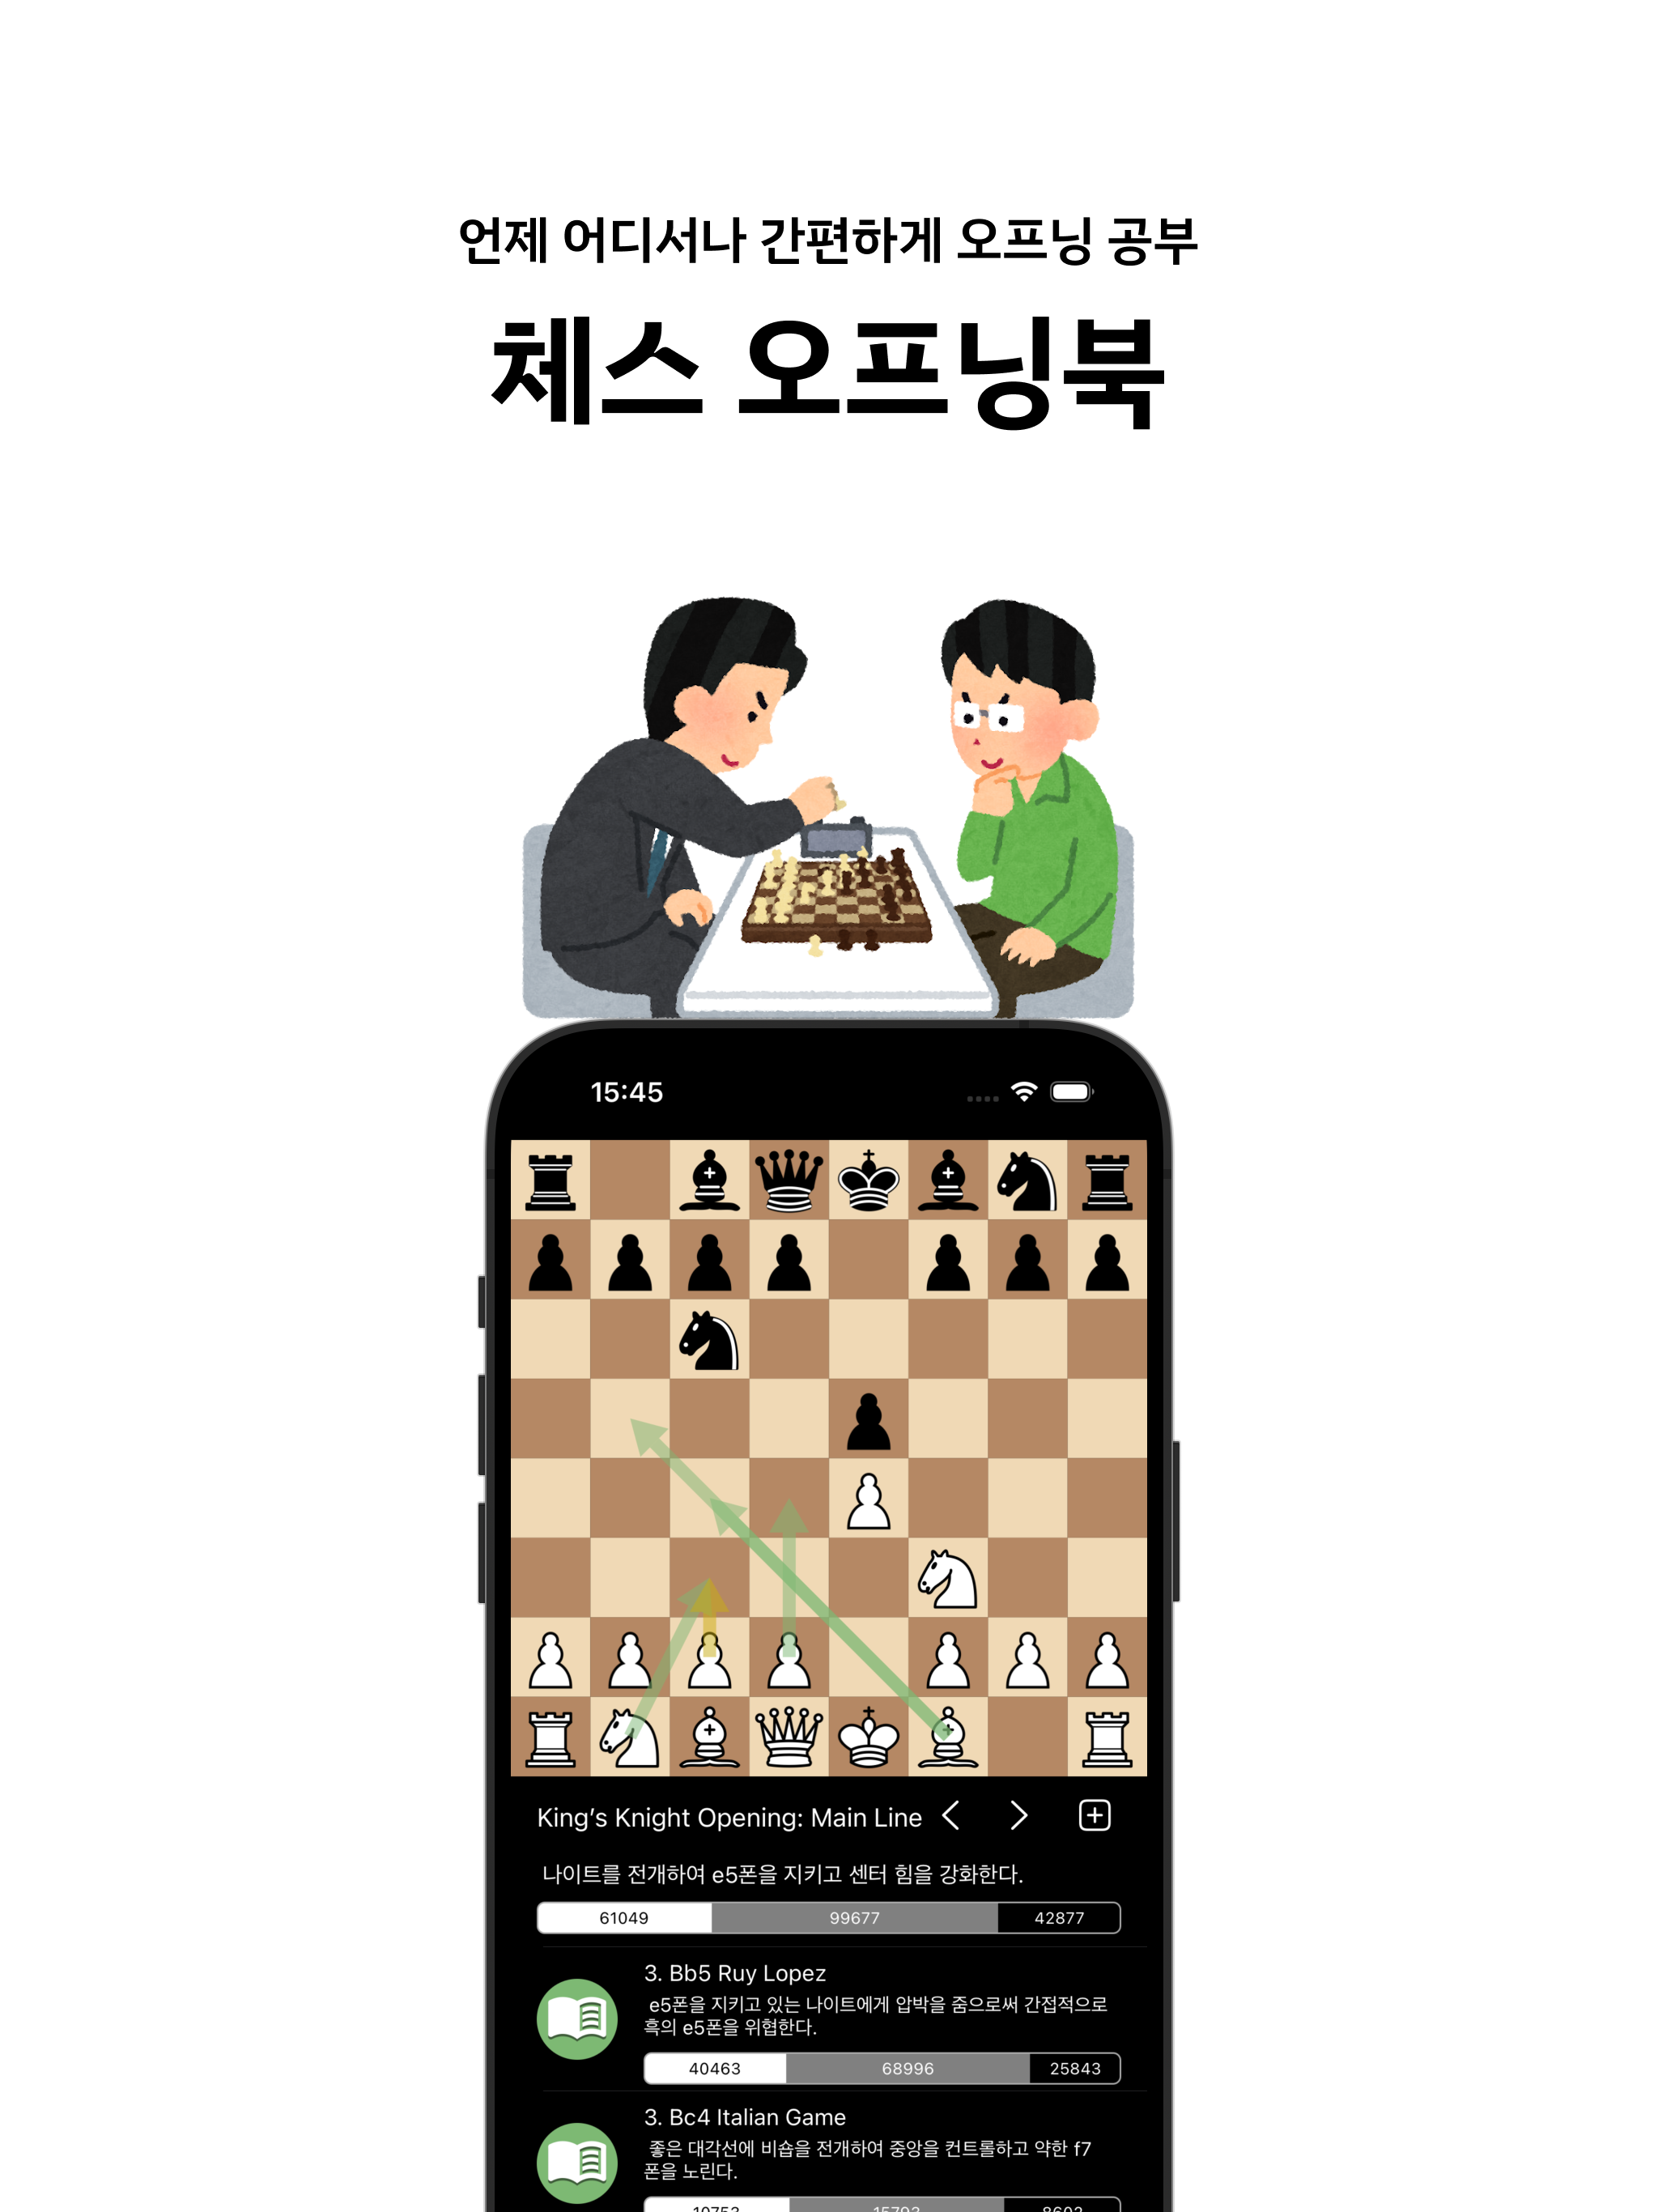 언제 어디서나 간편하게 오프닝 공부
체스 오프닝북
15:45
King's Knight Opening: Main Line
나이트를 전개하여 e5폰을 지키고 센터 힘을 강화한다.
61049 99677 42877
3. Bb5 Ruy Lopez
e5폰을 지키고 있는 나이트에게 압박을 줌으로써 간접적으로
흑의 e5폰을 위협한다.
40463 68996 25843
3. Bc4 Italian Game
좋은 대각선에 비숍을 전개하여 중앙을 컨트롤하고 약한 f7
폰을 노린다.